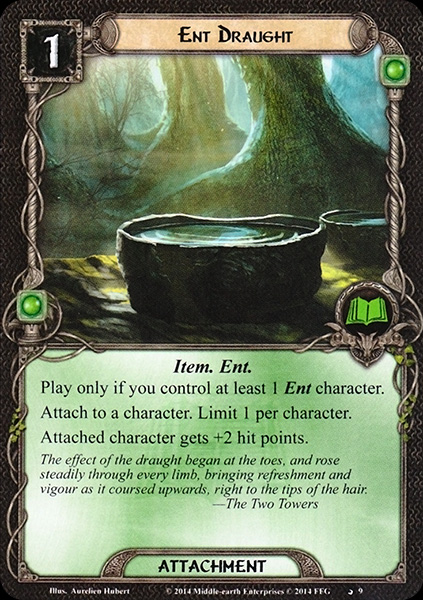 ENT DRAUGHT
1
Item. Ent.
Play only if you control at least 1 Ent character.
Attach to a character. Limit 1 per character.
Attached character gets +2 hit points.
The effect of the draught began at the toes, and rose
steadily through every limb, bringing refreshment and
vigour as it coursed upwards, right to the tips of the hair.
—The Two Towers
ATTACHMENT
Illus. Aurelien Hubert © 2014 Middle-earth Enterprises © 2014 FFG 9